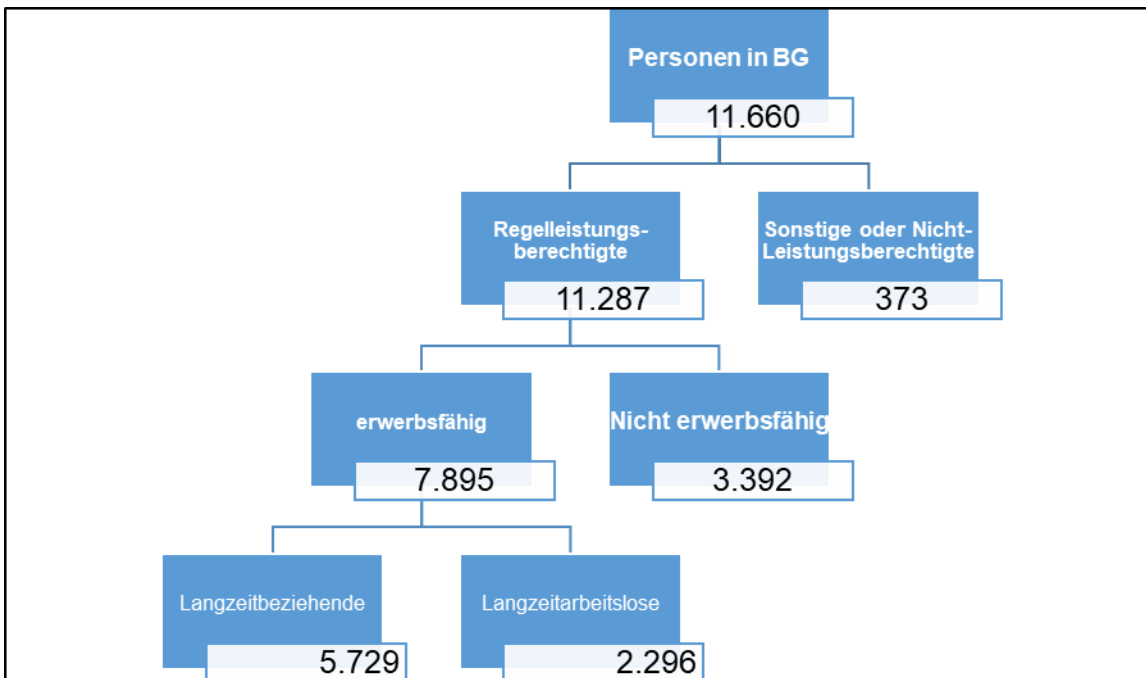 Personen in BG
11.660
Regelleistungs-
berechtigte
11.287
Sonstige oder Nicht-
Leistungsberechtigte
373
erwerbsfähig
7.895
Nicht erwerbsfähig
3.392
Langzeitbeziehende
5.729
Langzeitarbeitslose
2.296